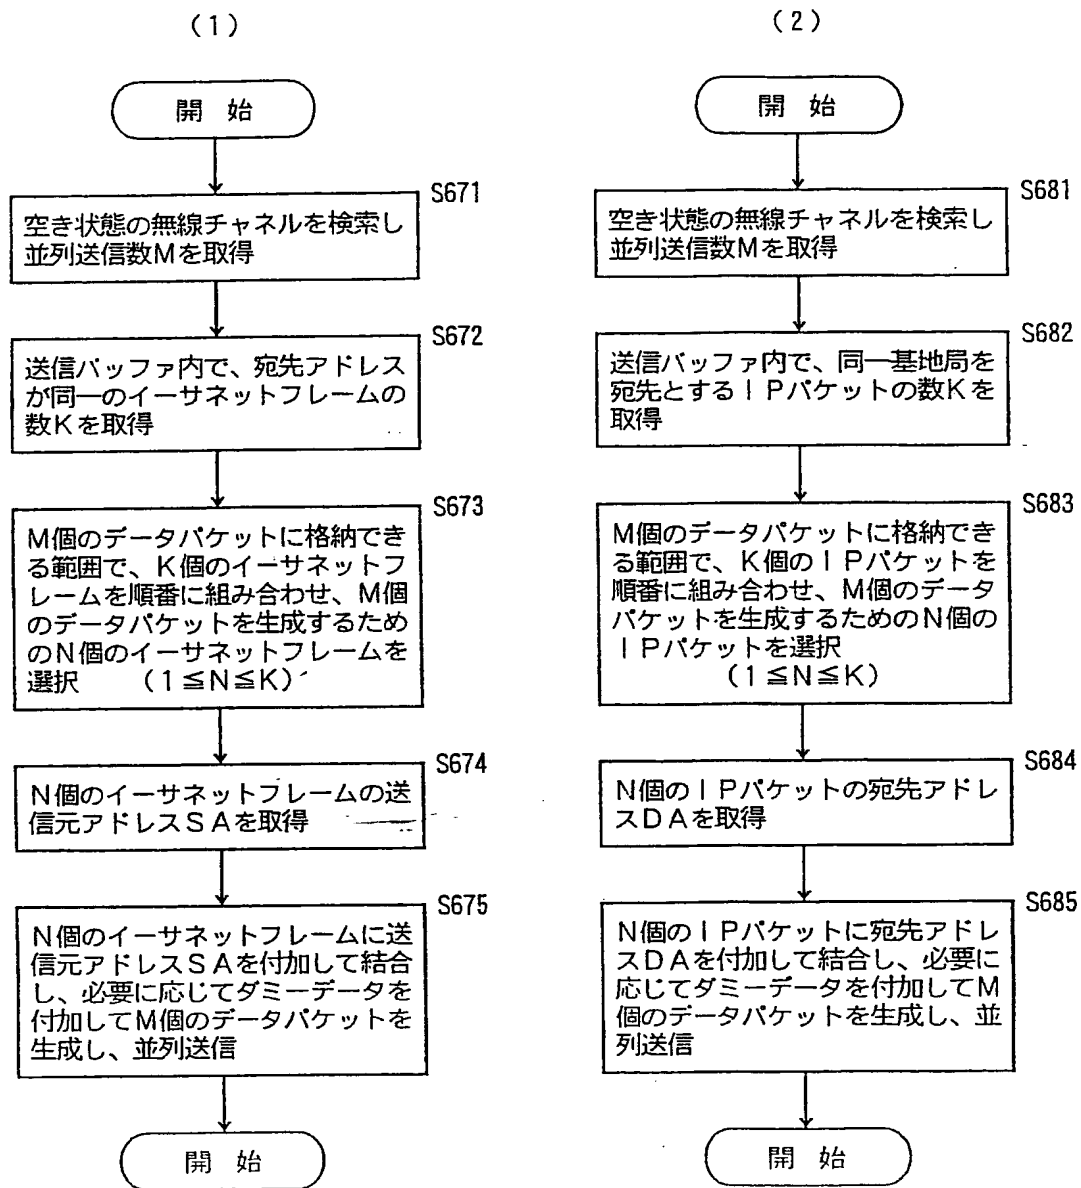 (1)
開 始
S671
空き状態の無線チャネルを検索し
並列送信数Mを取得
S672
送信バッファ内で、宛先アドレス
が同一のイーサネットフレームの
数Kを取得
S673
M個のデータパケットに格納でき
る範囲で、K個のイーサネットフ
レームを順番に組み合わせ、M個
のデータパケットを生成するため
のN個のイーサネットフレームを
選択 (1≦N≦K)
S674
N個のイーサネットフレームの送
信元アドレスSAを取得
S675
N個のイーサネットフレームに送
信元アドレスSAを付加して結合
し、必要に応じてダミーデータを
付加してM個のデータパケットを
生成し、並列送信
開 始
(2)
開 始
S681
空き状態の無線チャネルを検索し
並列送信数Mを取得
S682
送信バッファ内で、同一基地局を
宛先とするIPパケットの数Kを
取得
S683
M個のデータパケットに格納でき
る範囲で、K個のIPパケットを
順番に組み合わせ、M個のデータ
パケットを生成するためのN個の
IPパケットを選択
(1≦N≦K)
S684
N個のIPパケットの宛先アドレ
スDAを取得
S685
N個のIPパケットに宛先アドレ
スDAを付加して結合し、必要に
応じてダミーデータを付加してM
個のデータパケットを生成し、並
列送信
開 始